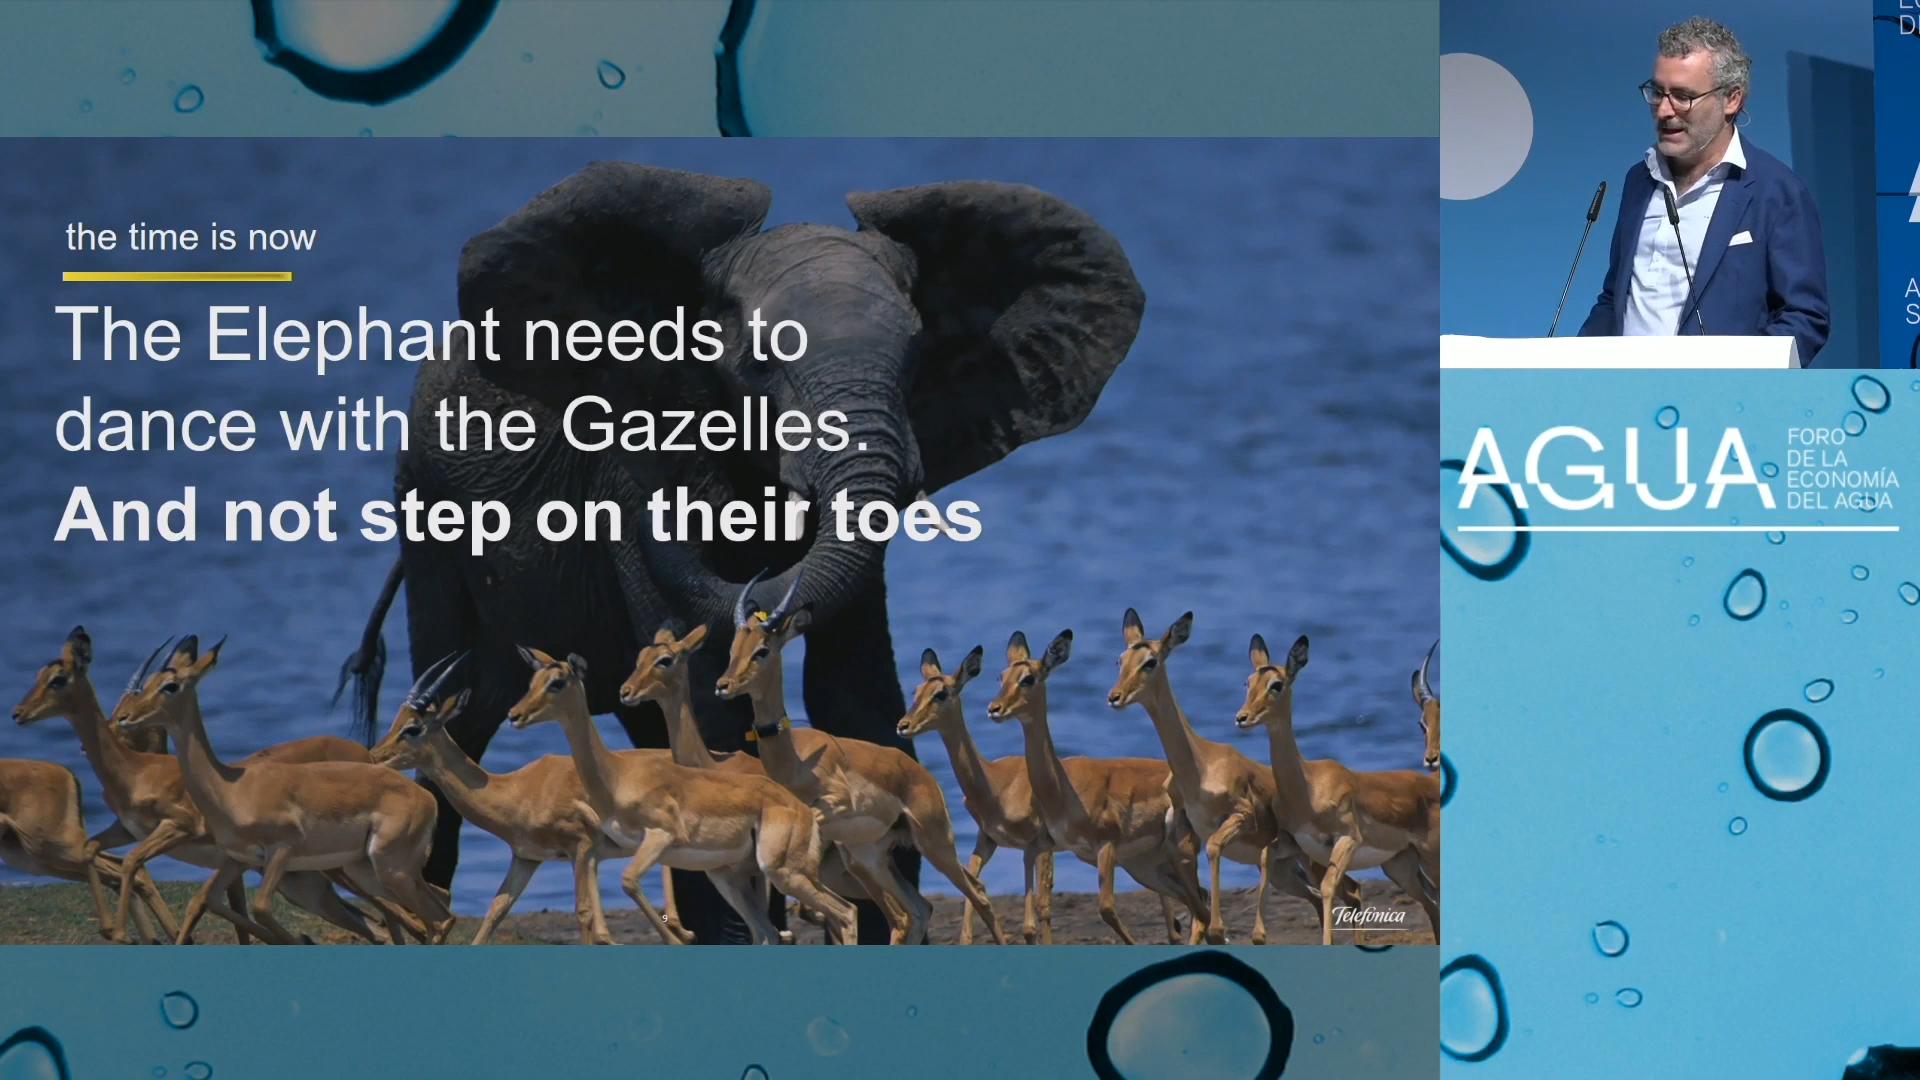 the time is now
The Elephant needs to
dance with the Gazelles.
And not step on their toes
9
Telefónica
AGUA
FORO
DE LA
ECONOMÍA
DEL AGUA